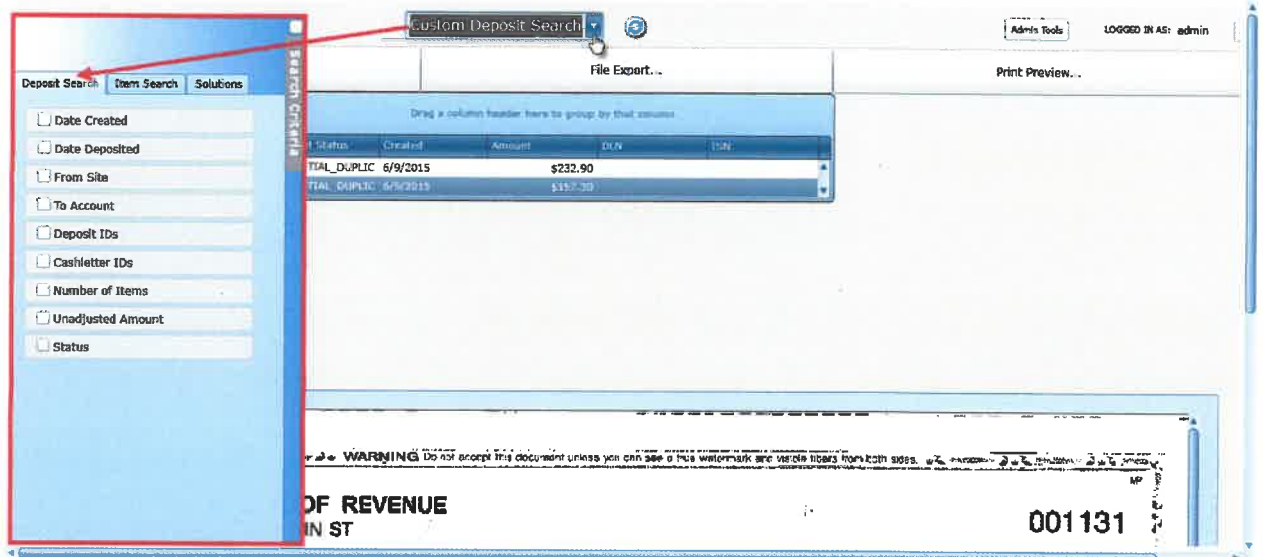 Custom Deposit Search
Admin Tools
LOGGED IN AS: admin
File Export...
Print Preview...
Search Criteria
Deposit Search
Item Search
Solutions
Date Created
Date Deposited
From Site
To Account
Deposit IDs
Cashletter IDs
Number of Items
Unadjusted Amount
Status
Drag a column header here to group by that column
Status Created Amount DLN ISN
TIAL_DUPLIC 6/9/2015 $232.90
TIAL_DUPLIC 6/9/2015
WARNING Do not accept this document unless you can see a true watermark and visible fibers from both sides.
MP
OF REVENUE
IN ST
001131